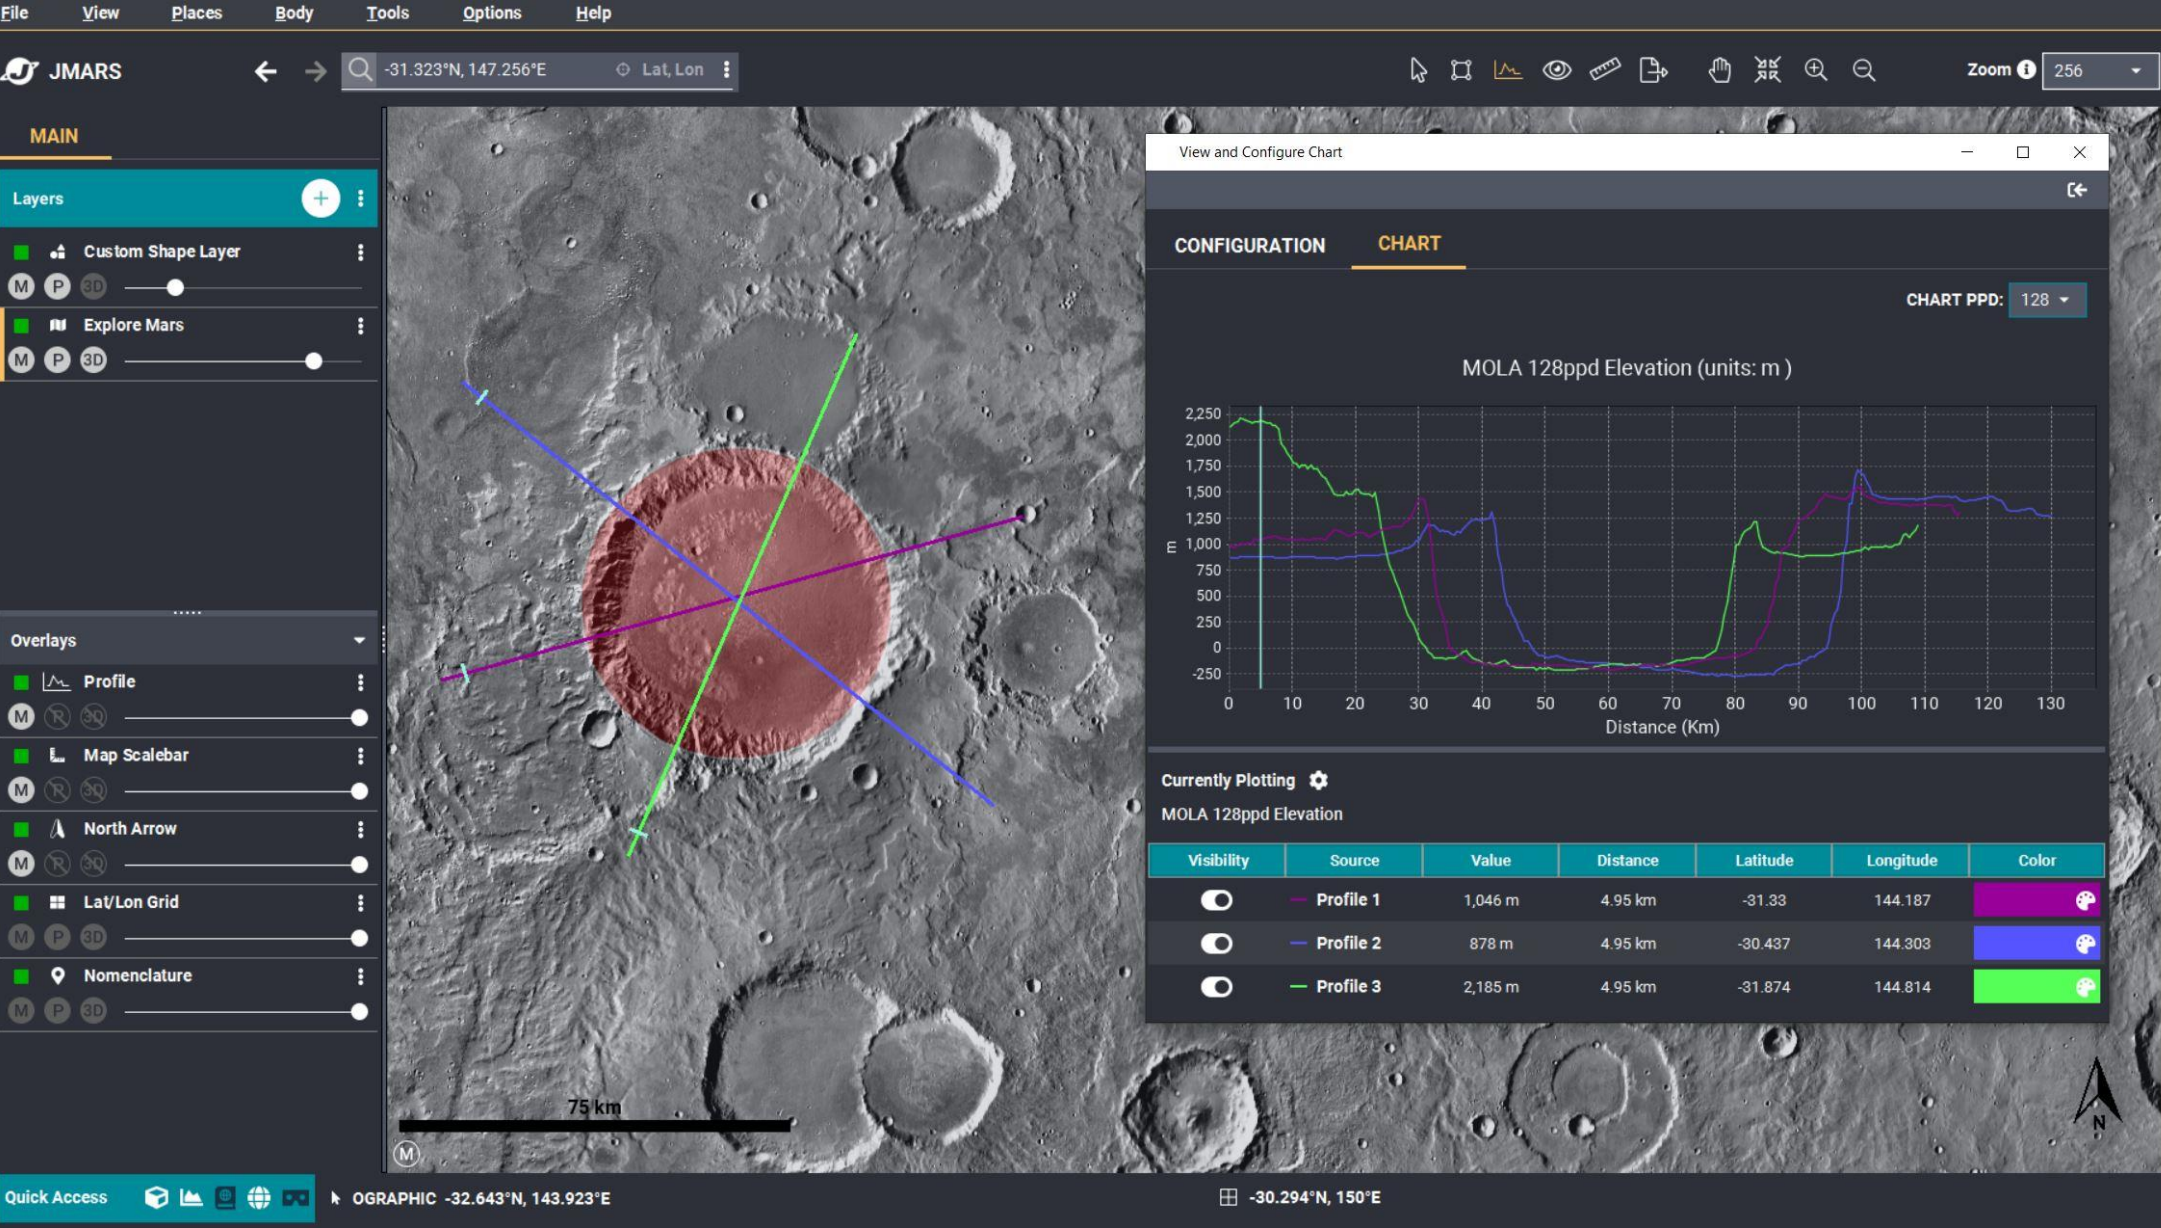 File View Places Body Tools Options Help
JMARS
-31.323°N, 147.256°E Lat, Lon
Zoom 256
MAIN
Layers
Custom Shape Layer
M P 3D
Explore Mars
M P 3D
Overlays
Profile
M R 3D
Map Scalebar
M R 3D
North Arrow
M R 3D
Lat/Lon Grid
M P 3D
Nomenclature
M P 3D
75 km
M
N
View and Configure Chart
CONFIGURATION CHART
CHART PPD: 128
MOLA 128ppd Elevation (units: m )
2,250
2,000
1,750
1,500
1,250
1,000
750
500
250
0
-250
m
0 10 20 30 40 50 60 70 80 90 100 110 120 130
Distance (Km)
Currently Plotting
MOLA 128ppd Elevation
Visibility Source Value Distance Latitude Longitude Color
Profile 1 1,046 m 4.95 km -31.33 144.187
Profile 2 878 m 4.95 km -30.437 144.303
Profile 3 2,185 m 4.95 km -31.874 144.814
Quick Access
OGRAPHIC -32.643°N, 143.923°E
-30.294°N, 150°E